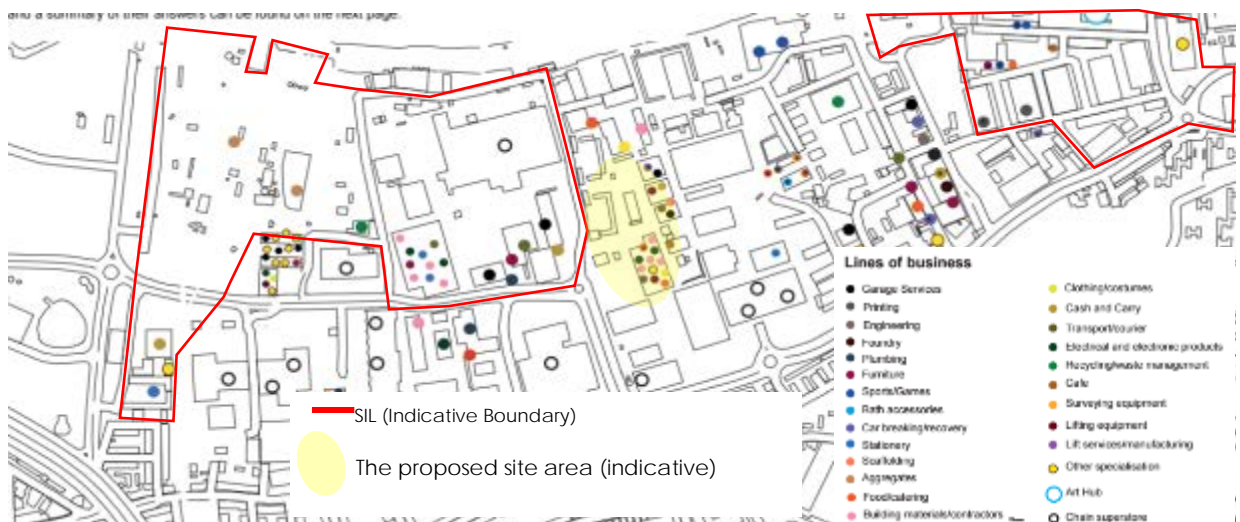 and a summary of their answers can be found on the next page.
SIL (Indicative Boundary)
The proposed site area (indicative)
Lines of business
Garage Services
Printing
Engineering
Foundry
Plumbing
Furniture
Sports/Games
Bath accessories
Car breaking/recovery
Stationery
Scaffolding
Aggregates
Food/catering
Building materials/contractors
Clothing/costumes
Cash and Carry
Transport/courier
Electrical and electronic products
Recycling/waste management
Cafe
Surveying equipment
Lifting equipment
Lift services/manufacturing
Other specialisation
Art Hub
Chain superstore